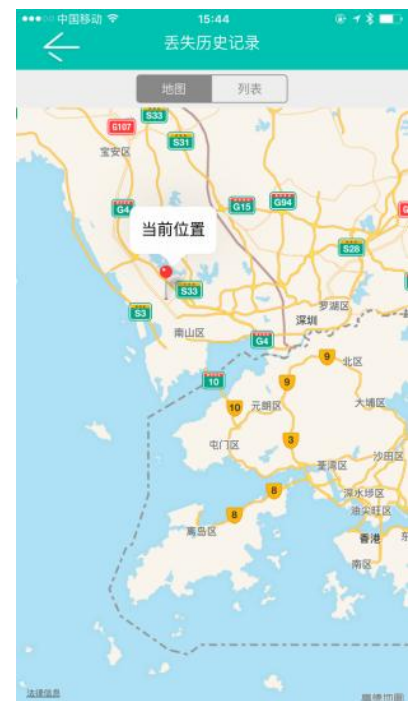 中国移动 15:44
丢失历史记录
地图 列表
G107
S33
S31
宝安区
G4
G15
G94
当前位置
S28
S33
S3
罗湖区
深圳
南山区
G4
9
北区
10
9
10
元朗区
大埔区
屯门区
3
沙田区
荃湾区
8
深水埗区
8
油尖旺区
离岛区
香港
南区
法律信息
高德地图